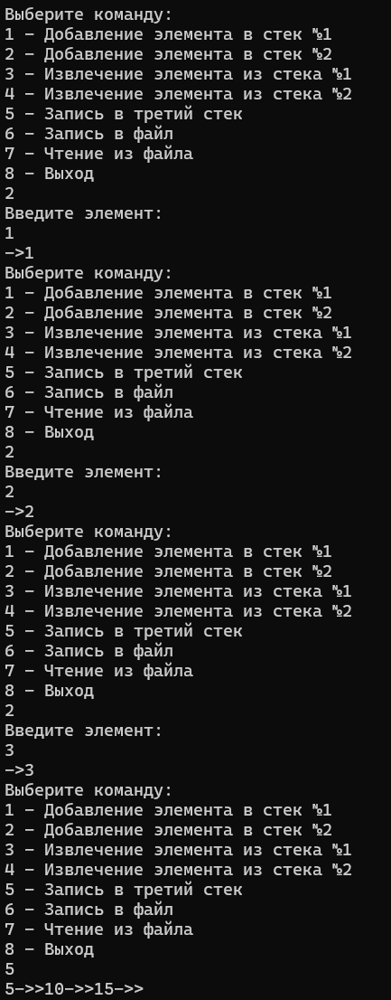 Выберите команду:
1 – Добавление элемента в стек №1
2 – Добавление элемента в стек №2
3 – Извлечение элемента из стека №1
4 – Извлечение элемента из стека №2
5 – Запись в третий стек
6 – Запись в файл
7 – Чтение из файла
8 – Выход
2
Введите элемент:
1
->1
Выберите команду:
1 – Добавление элемента в стек №1
2 – Добавление элемента в стек №2
3 – Извлечение элемента из стека №1
4 – Извлечение элемента из стека №2
5 – Запись в третий стек
6 – Запись в файл
7 – Чтение из файла
8 – Выход
2
Введите элемент:
2
->2
Выберите команду:
1 – Добавление элемента в стек №1
2 – Добавление элемента в стек №2
3 – Извлечение элемента из стека №1
4 – Извлечение элемента из стека №2
5 – Запись в третий стек
6 – Запись в файл
7 – Чтение из файла
8 – Выход
2
Введите элемент:
3
->3
Выберите команду:
1 – Добавление элемента в стек №1
2 – Добавление элемента в стек №2
3 – Извлечение элемента из стека №1
4 – Извлечение элемента из стека №2
5 – Запись в третий стек
6 – Запись в файл
7 – Чтение из файла
8 – Выход
5
5->>10->>15->>